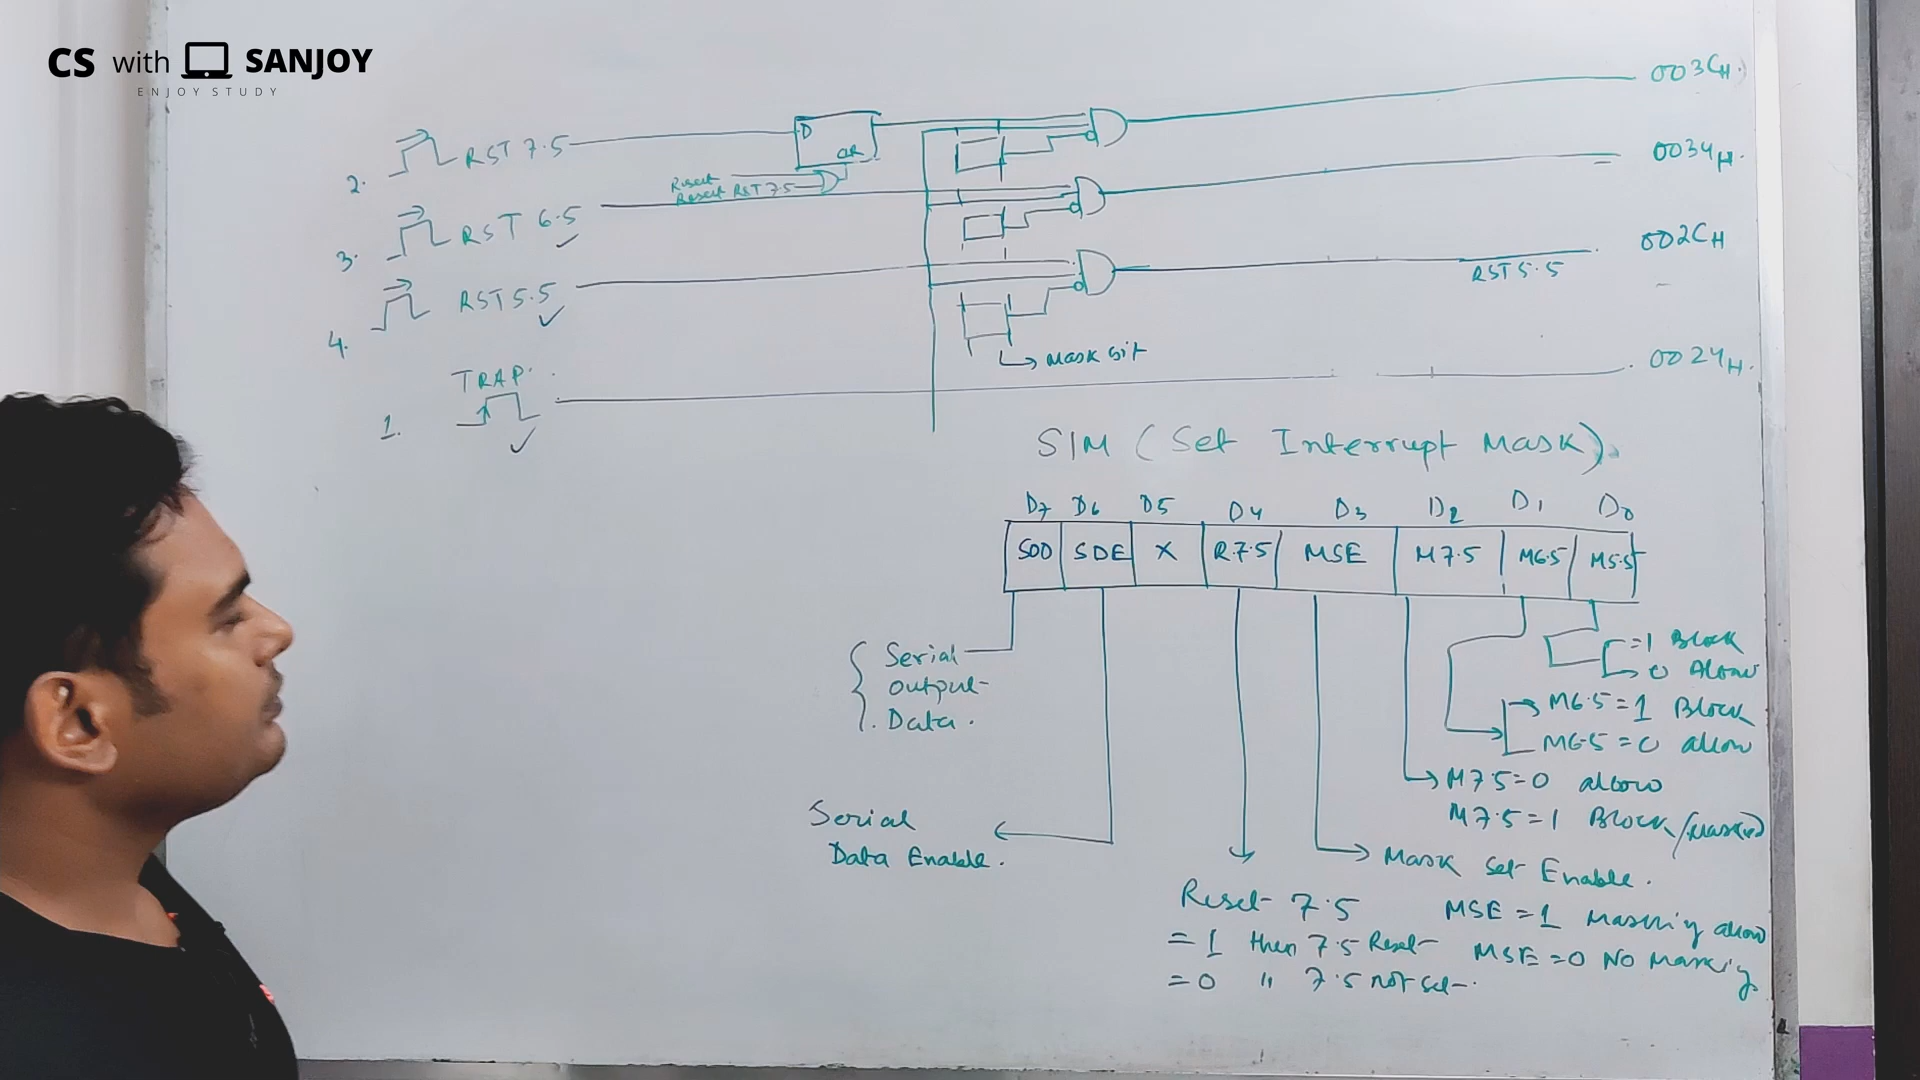 CS with SANJOY
ENJOY STUDY
2. RST 7.5
D
CLR
003CH.
Reset
Reset RST 7.5
3. RST 6.5
0034H.
4. RST 5.5
002CH
RST 5.5
Mask bit
1. TRAP
0024H.
SIM (Set Interrupt Mask).
D7 D6 D5 D4 D3 D2 D1 D0
SOD SDE X R.7.5 MSE M7.5 M6.5 M5.5
Serial
output
Data.
=1 Block
0 Allow
M6.5=1 Block
M6.5=0 allow
M7.5=0 allow
M7.5=1 Block/(masked)
Serial
Data Enable.
Mask Set Enable.
MSE=1 Masking allow
MSE=0 No Masking
Reset 7.5
=1 then 7.5 Reset
=0 " 7.5 not set.